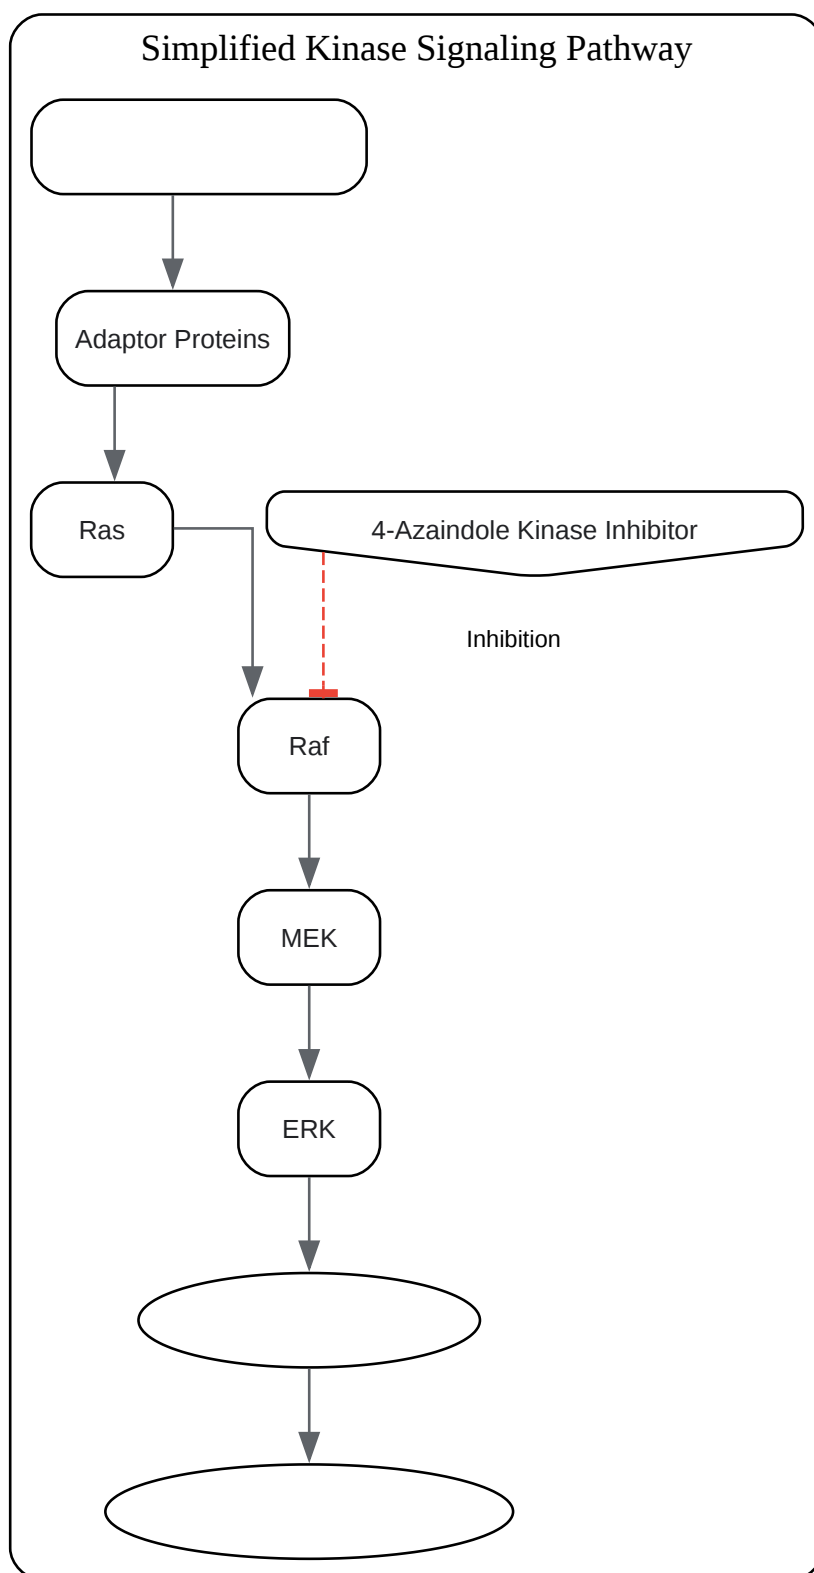 Simplified Kinase Signaling Pathway
Adaptor Proteins
Ras
4-Azaindole Kinase Inhibitor
Inhibition
Raf
MEK
ERK